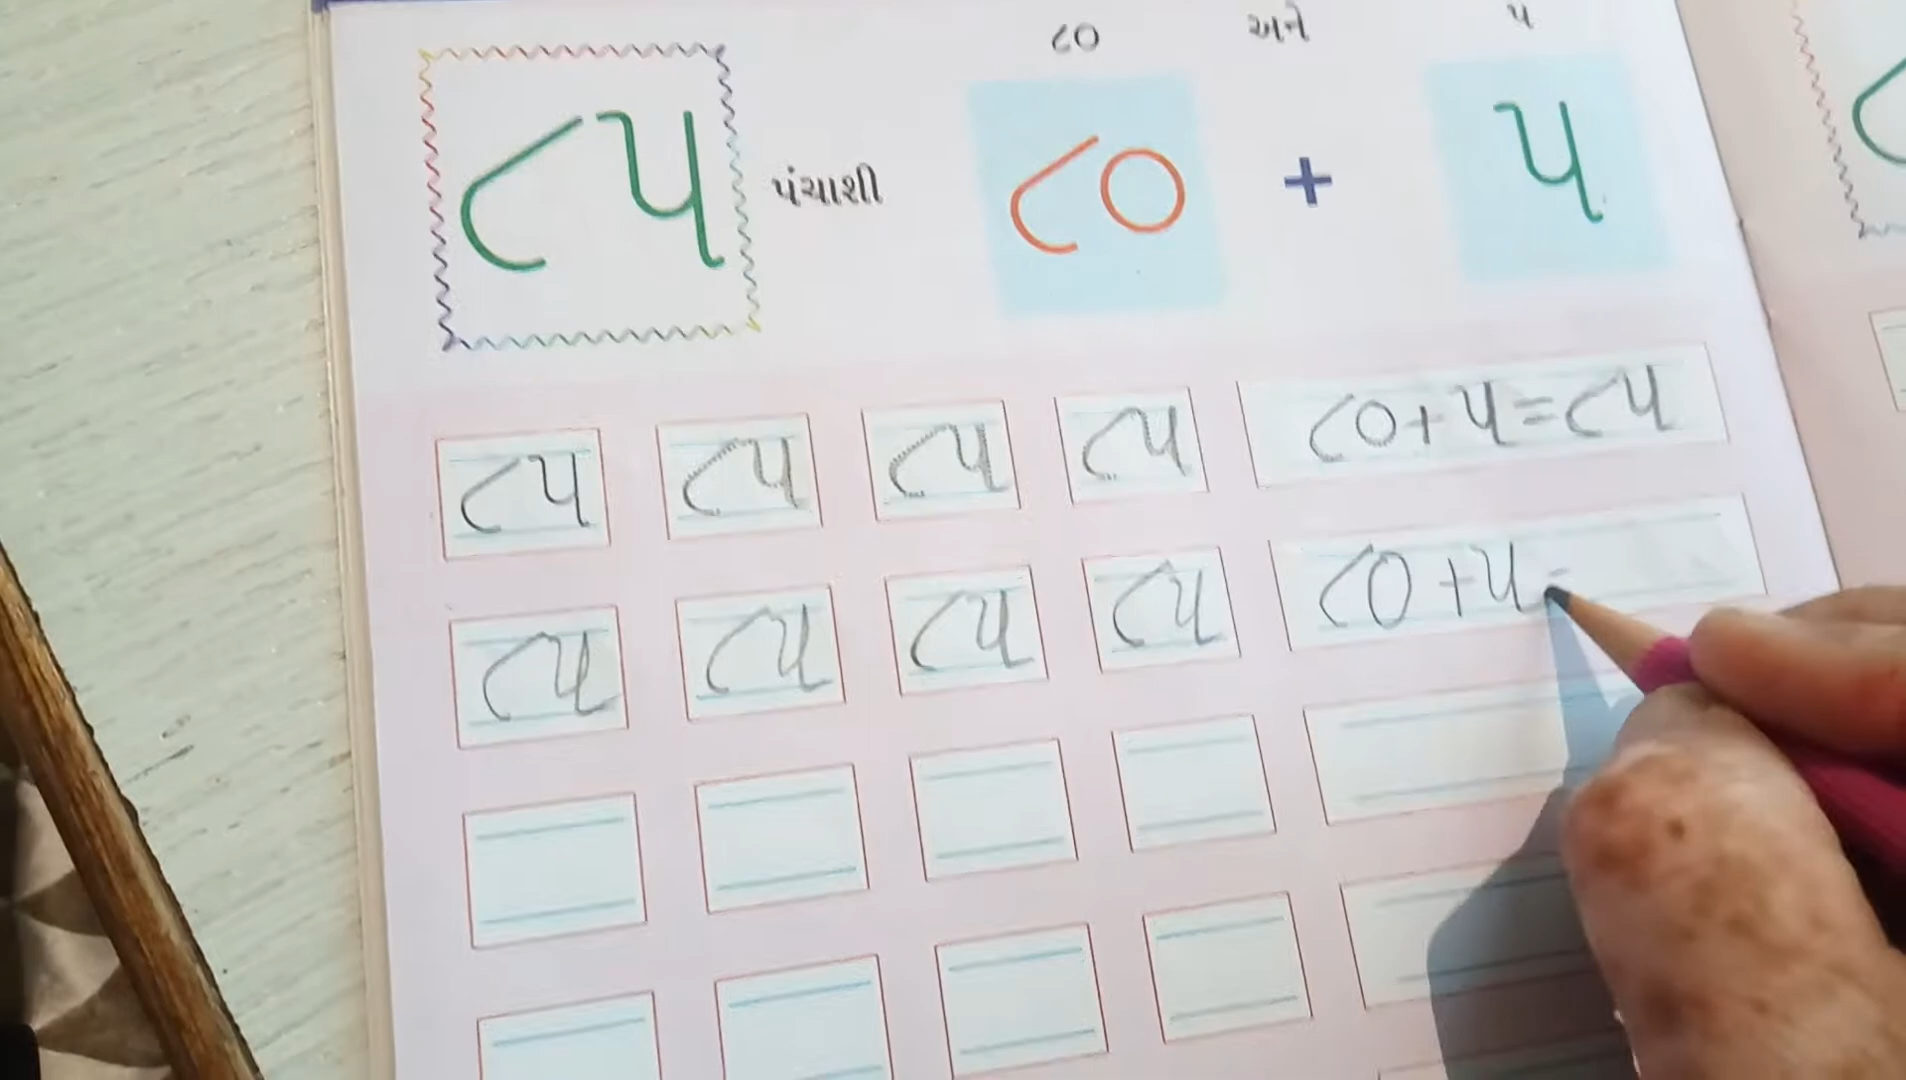 ૮૦ અને ૫
૮૫ પંચાશી ૮૦ + ૫
૮૫ ૮૫ ૮૫ ૮૫ ૮૦+૫=૮૫
૮૫ ૮૫ ૮૫ ૮૫ ૮૦+૫=